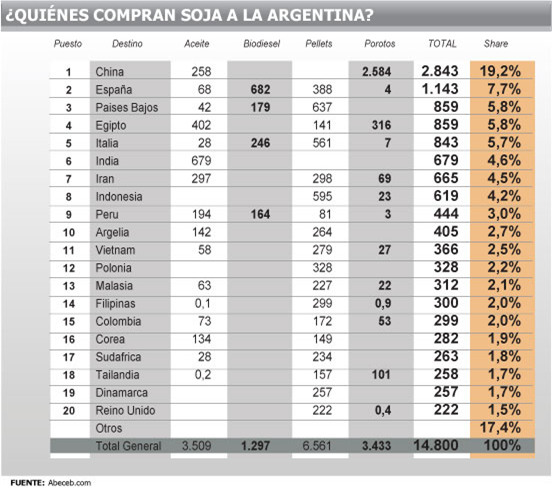 ¿QUIÉNES COMPRAN SOJA A LA ARGENTINA?
Puesto Destino Aceite Biodiesel Pellets Porotos TOTAL Share
1 China 258 2.584 2.843 19,2%
2 España 68 682 388 4 1.143 7,7%
3 Paises Bajos 42 179 637 859 5,8%
4 Egipto 402 141 316 859 5,8%
5 Italia 28 246 561 7 843 5,7%
6 India 679 679 4,6%
7 Iran 297 298 69 665 4,5%
8 Indonesia 595 23 619 4,2%
9 Peru 194 164 81 3 444 3,0%
10 Argelia 142 264 405 2,7%
11 Vietnam 58 279 27 366 2,5%
12 Polonia 328 328 2,2%
13 Malasia 63 227 22 312 2,1%
14 Filipinas 0,1 299 0,9 300 2,0%
15 Colombia 73 172 53 299 2,0%
16 Corea 134 149 282 1,9%
17 Sudafrica 28 234 263 1,8%
18 Tailandia 0,2 157 101 258 1,7%
19 Dinamarca 257 257 1,7%
20 Reino Unido 222 0,4 222 1,5%
Otros 17,4%
Total General 3.509 1.297 6.561 3.433 14.800 100%
FUENTE: Abeceb.com